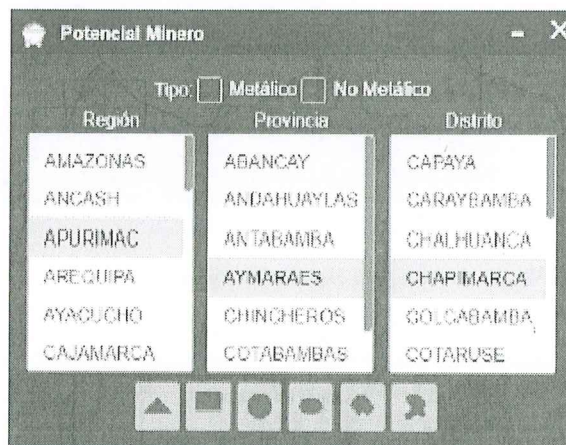 Potencial Minero
Tipo: Metálico No Metálico
Región Provincia Distrito
AMAZONAS ABANCAY CAPAYA
ANCASH ANDAHUAYLAS CARAYBAMBA
APURIMAC ANTABAMBA CHALHUANCA
AREQUIPA AYMARAES CHAPIMARCA
AYACUCHO CHINCHEROS COLCABAMBA
CAJAMARCA COTABAMBAS COTARUSE